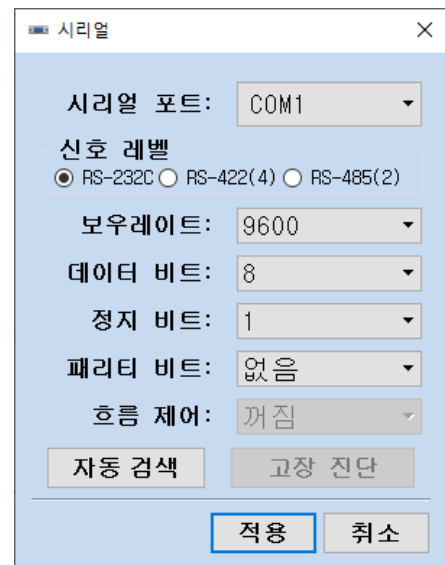 시리얼
시리얼 포트: COM1
신호 레벨
RS-232C RS-422(4) RS-485(2)
보우레이트: 9600
데이터 비트: 8
정지 비트: 1
패리티 비트: 없음
흐름 제어: 꺼짐
자동 검색 고장 진단
적용 취소